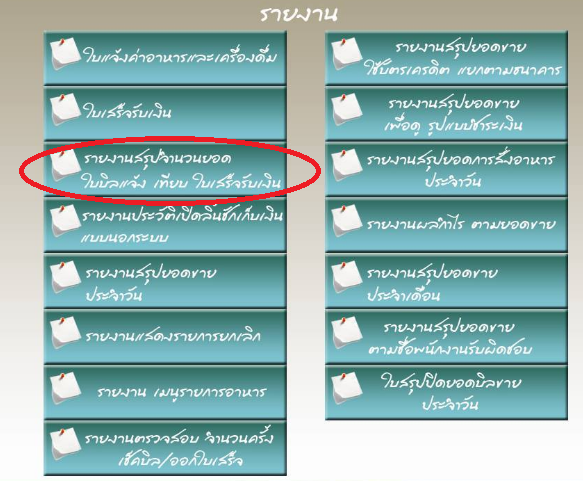 รายงาน
ใบแจ้งค่าอาหารและเครื่องดื่ม
ใบเสร็จรับเงิน
รายงานสรุปจำนวนยอด
ใบบิลแจ้ง เทียบ ใบเสร็จรับเงิน
รายงานประวัติเปิดลิ้นชักเก็บเงิน
แบบนอกระบบ
รายงานสรุปยอดขาย
ประจำวัน
รายงานแสดงรายการยกเลิก
รายงาน เมนูรายการอาหาร
รายงานตรวจสอบ จำนวนครั้ง
เช็คบิล/ออกใบเสร็จ
รายงานสรุปยอดขาย
ใช้บัตรเครดิต แยกตามธนาคาร
รายงานสรุปยอดขาย
เพื่อดู รูปแบบชำระเงิน
รายงานสรุปยอดการสั่งอาหาร
ประจำวัน
รายงานผลกำไร ตามยอดขาย
รายงานสรุปยอดขาย
ประจำเดือน
รายงานสรุปยอดขาย
ตามชื่อพนักงานรับผิดชอบ
ใบสรุปปิดยอดบิลขาย
ประจำวัน